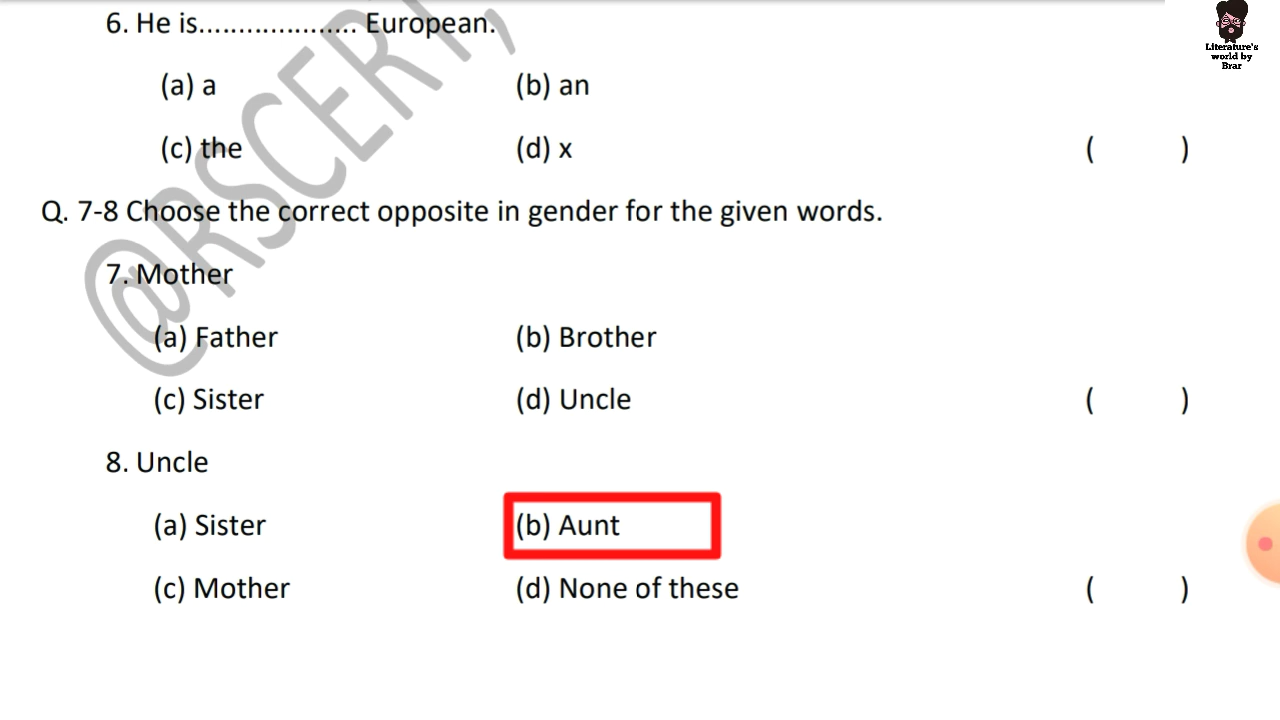 6. He is.................... European.
Literature's
world by
Brar
(a) a (b) an
(c) the (d) x ( )
Q. 7-8 Choose the correct opposite in gender for the given words.
7. Mother
(a) Father (b) Brother
(c) Sister (d) Uncle ( )
8. Uncle
(a) Sister (b) Aunt
(c) Mother (d) None of these ( )
@RSCERT,